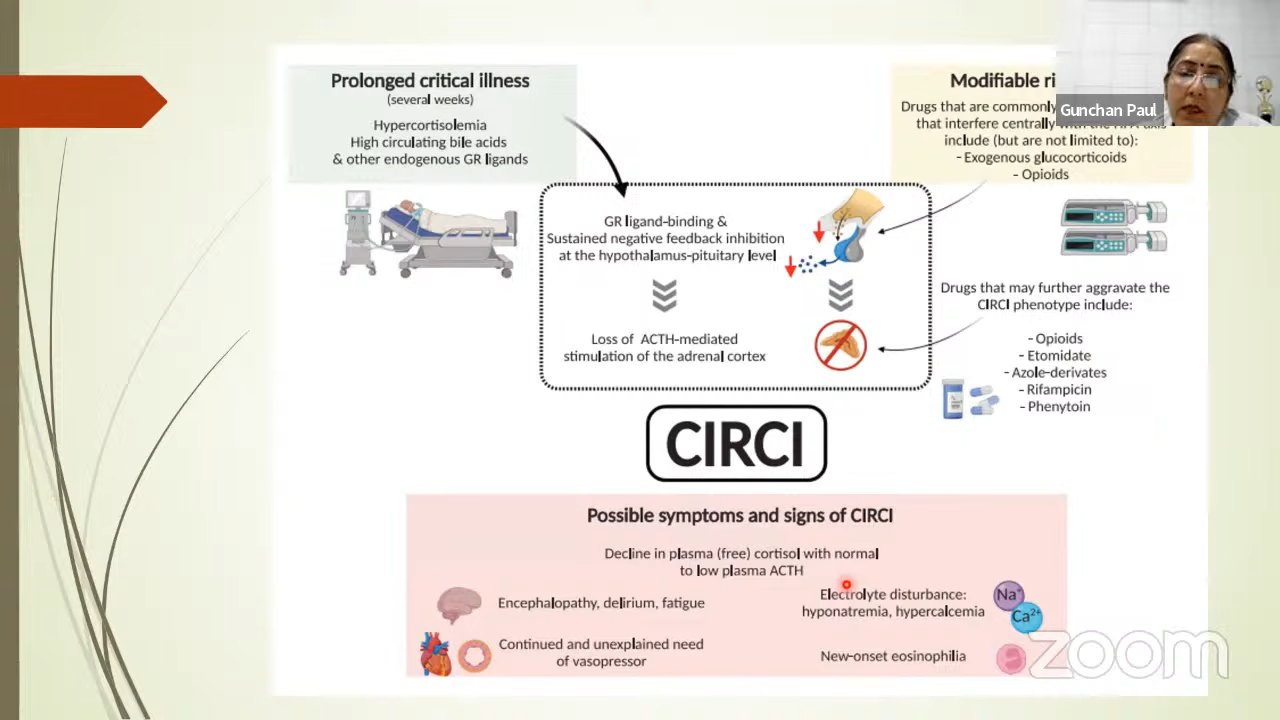 Prolonged critical illness
(several weeks)
Hypercortisolemia
High circulating bile acids
& other endogenous GR ligands
Modifiable
Drugs that are commonly
that interfere centrally with the
include (but are not limited to):
- Exogenous glucocorticoids
- Opioids
Gunchan Paul
GR ligand-binding &
Sustained negative feedback inhibition
at the hypothalamus-pituitary level
Loss of ACTH-mediated
stimulation of the adrenal cortex
Drugs that may further aggravate the
CIRCI phenotype include:
- Opioids
- Etomidate
- Azole-derivates
- Rifampicin
- Phenytoin
CIRCI
Possible symptoms and signs of CIRCI
Decline in plasma (free) cortisol with normal
to low plasma ACTH
Encephalopathy, delirium, fatigue
Continued and unexplained need
of vasopressor
Electrolyte disturbance:
hyponatremia, hypercalcemia
Na⁺
Ca²⁺
New-onset eosinophilia
zoom